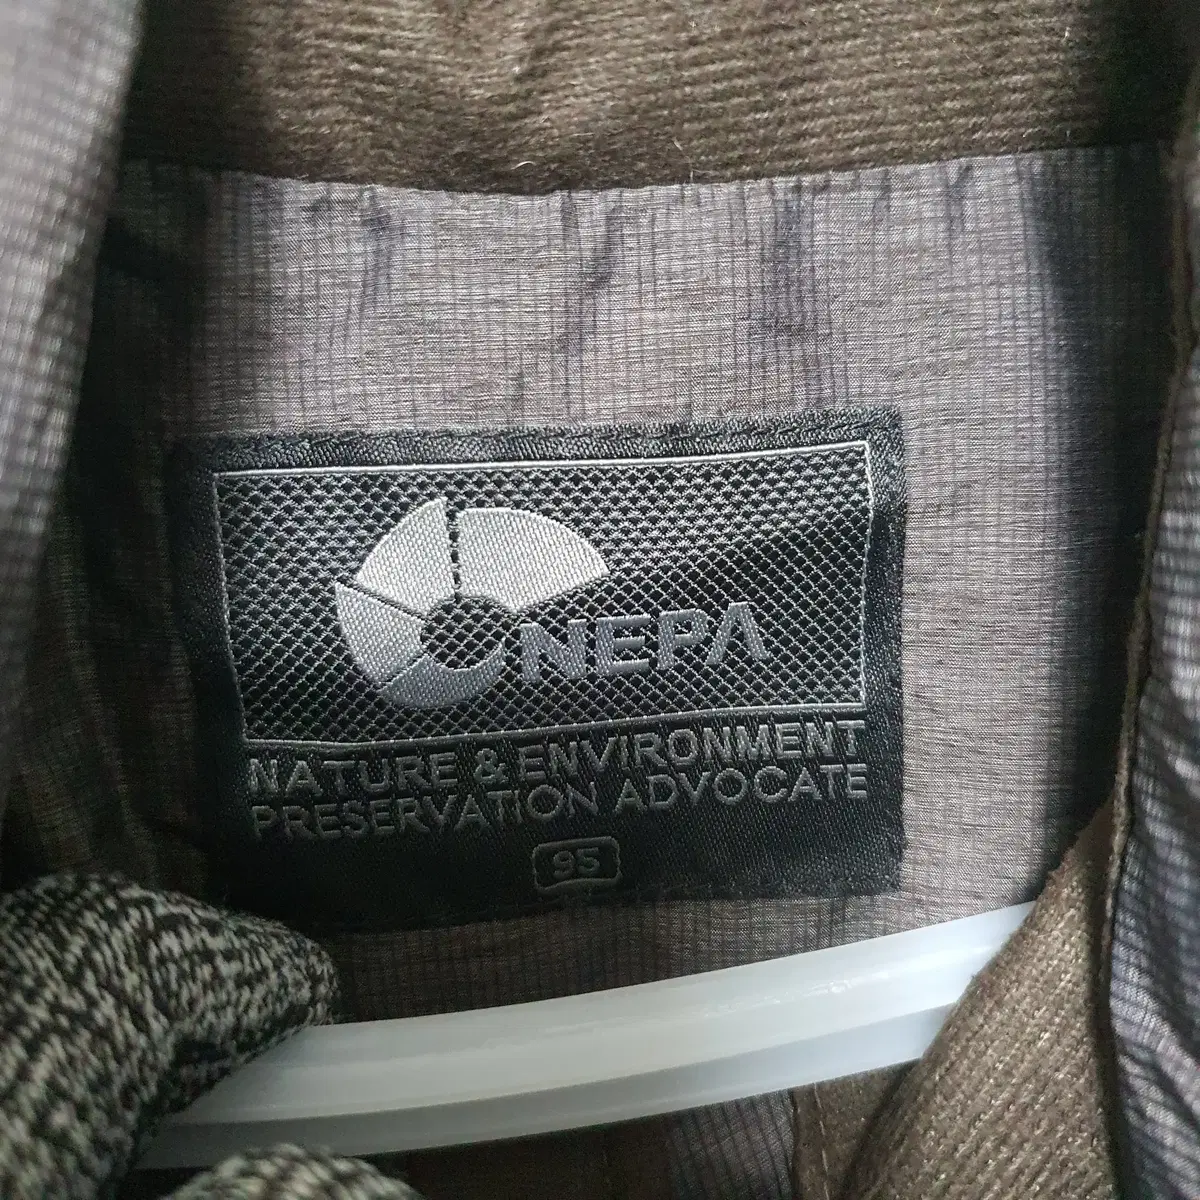 NEPA
NATURE & ENVIRONMENT
PRESERVATION ADVOCATE
95